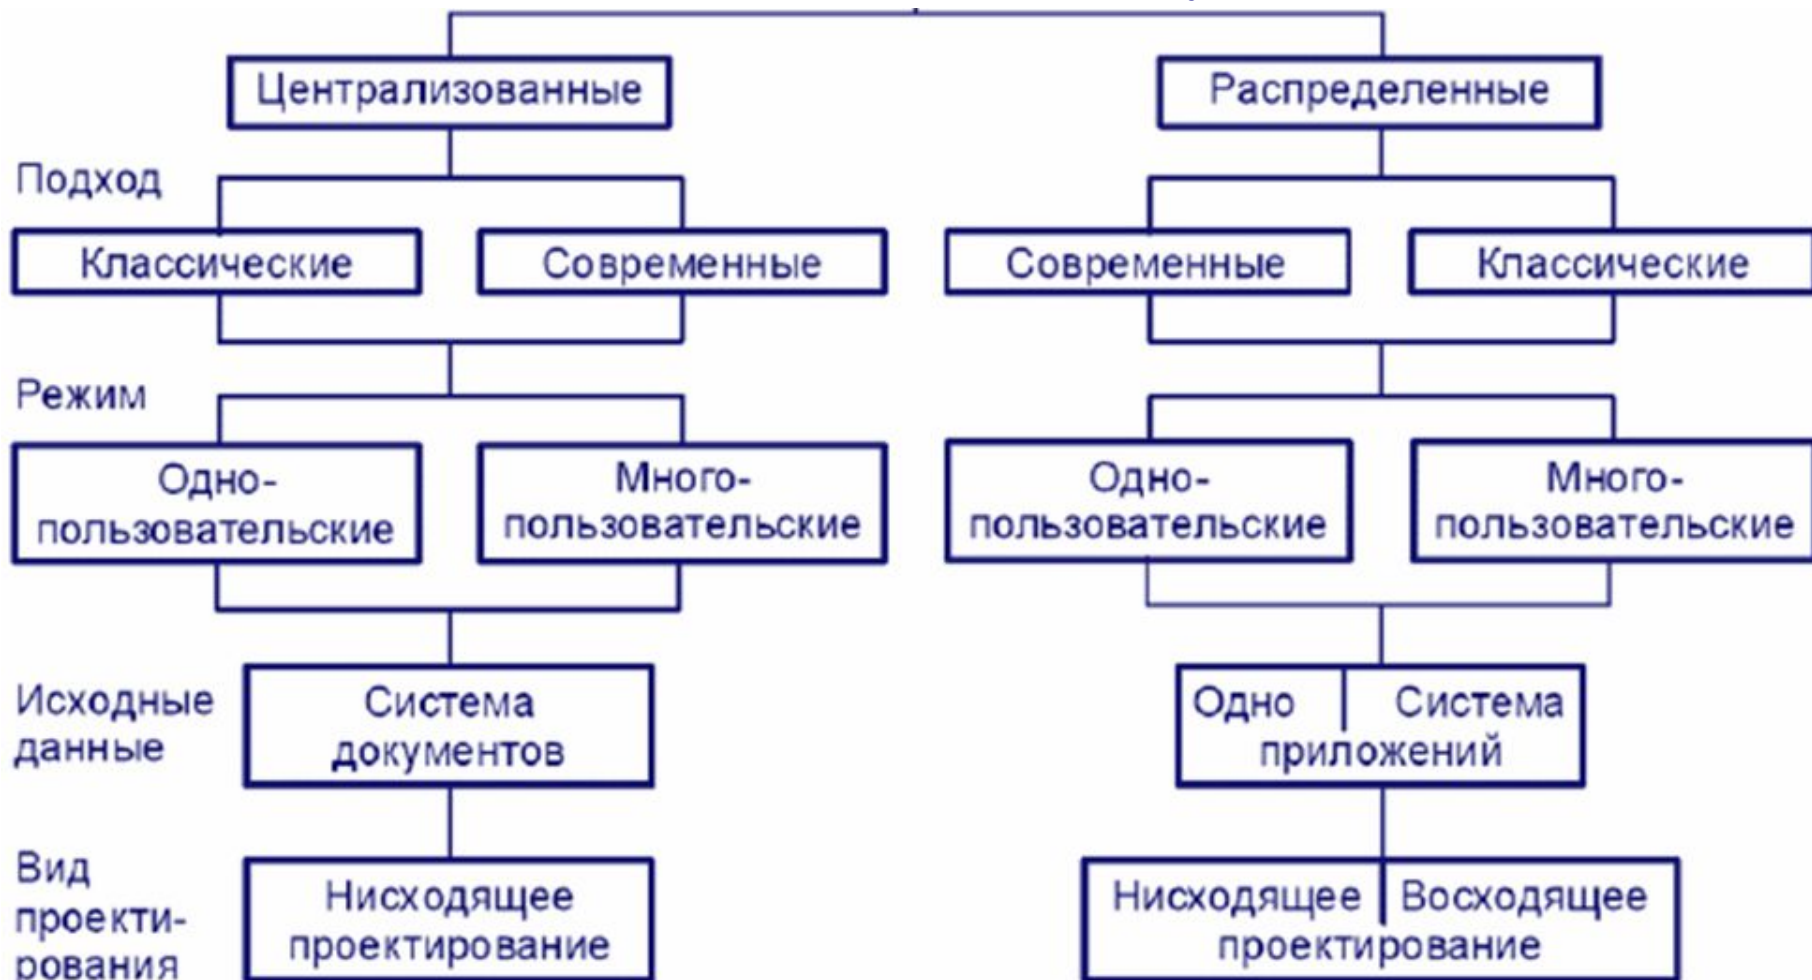 Централизованные
Распределенные
Подход
Классические
Современные
Современные
Классические
Режим
Одно-
пользовательские
Много-
пользовательские
Одно-
пользовательские
Много-
пользовательские
Исходные
данные
Система
документов
Одно Система
приложений
Вид
проекти-
рования
Нисходящее
проектирование
Нисходящее Восходящее
проектирование